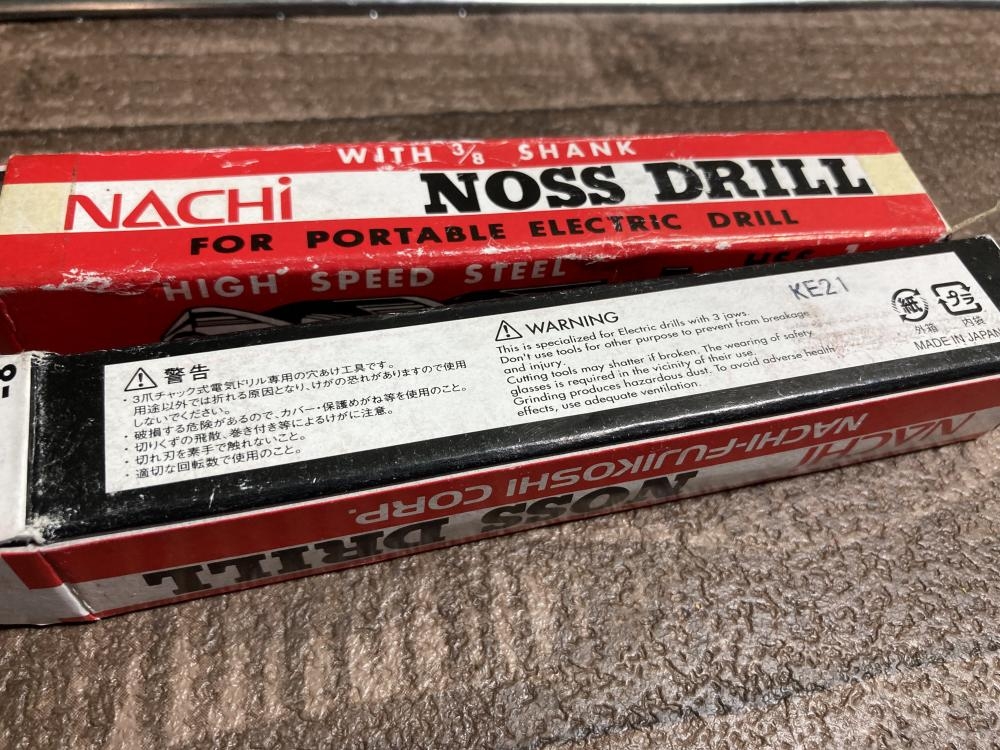 WITH 3/8 SHANK
NACHi NOSS DRILL
FOR PORTABLE ELECTRIC DRILL
HIGH SPEED STEEL
⚠ 警告
・3爪チャック式電気ドリル専用の穴あけ工具です。
用途以外では折れる原因となり、けがの恐れがありますので使用
しないでください。
・破損する危険があるので、カバー・保護めがね等を使用のこと。
・切りくずの飛散、巻き付き等によるけがに注意。
・切れ刃を素手で触れないこと。
・適切な回転数で使用のこと。
⚠ WARNING
This is specialized for Electric drills with 3 jaws.
Don't use tools for other purpose to prevent from breakage
and injury.
Cutting tools may shatter if broken. The wearing of safety
glasses is required in the vicinity of their use.
Grinding produces hazardous dust. To avoid adverse health
effects, use adequate ventilation.
KE21
紙 プラ
外箱 内袋
MADE IN JAPAN
NACHi
NACHI-FUJIKOSHI CORP.
NOSS DRILL